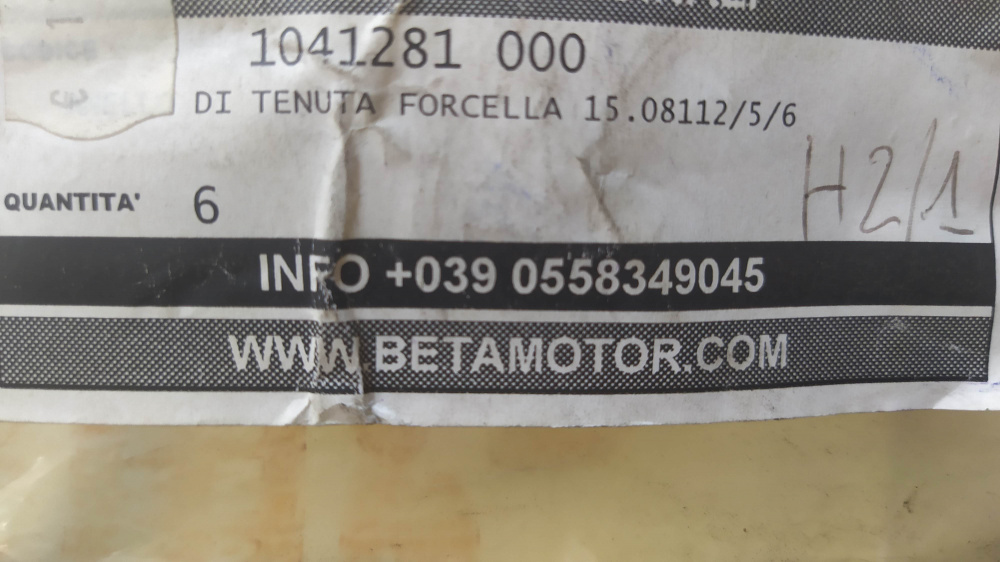 1041281 000
DI TENUTA FORCELLA 15.08112/5/6
QUANTITA' 6
H2/1
INFO +039 0558349045
WWW.BETAMOTOR.COM